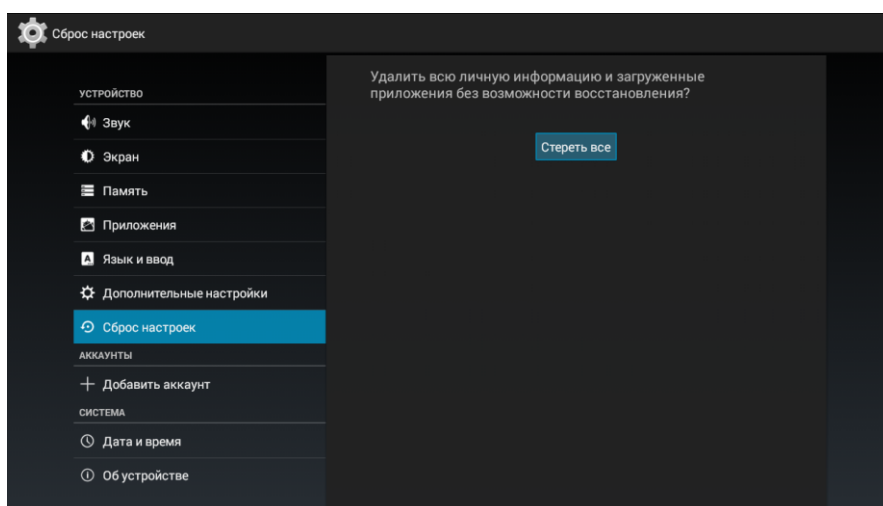 Сброс настроек
УСТРОЙСТВО
Звук
Экран
Память
Приложения
Язык и ввод
Дополнительные настройки
Сброс настроек
АККАУНТЫ
Добавить аккаунт
СИСТЕМА
Дата и время
Об устройстве
Удалить всю личную информацию и загруженные
приложения без возможности восстановления?
Стереть все